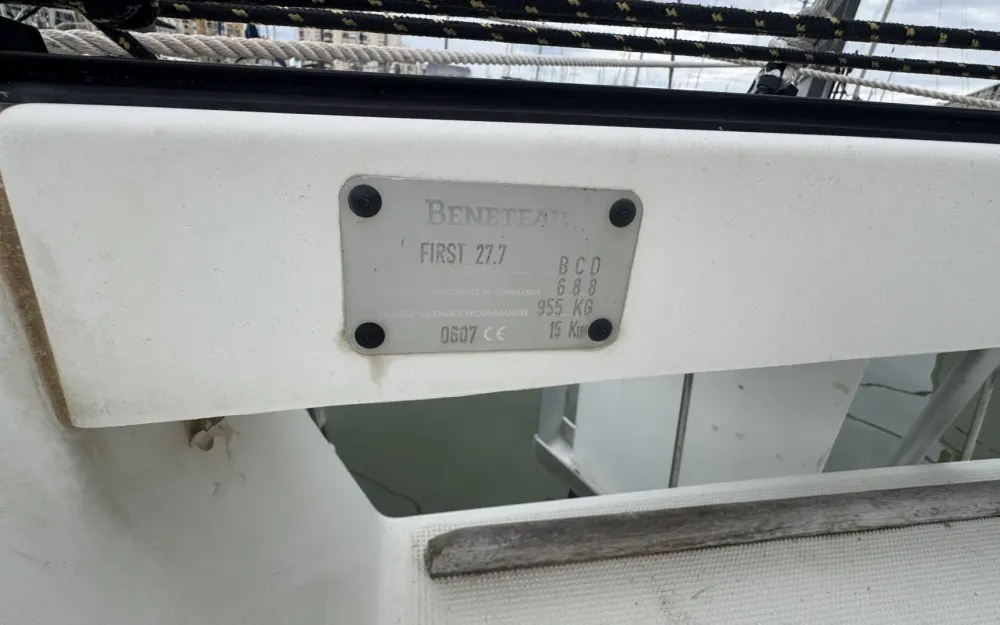 BENETEAU
FIRST 27.7
B C D
6 8 8
955 KG
0607 CE 15 Kw